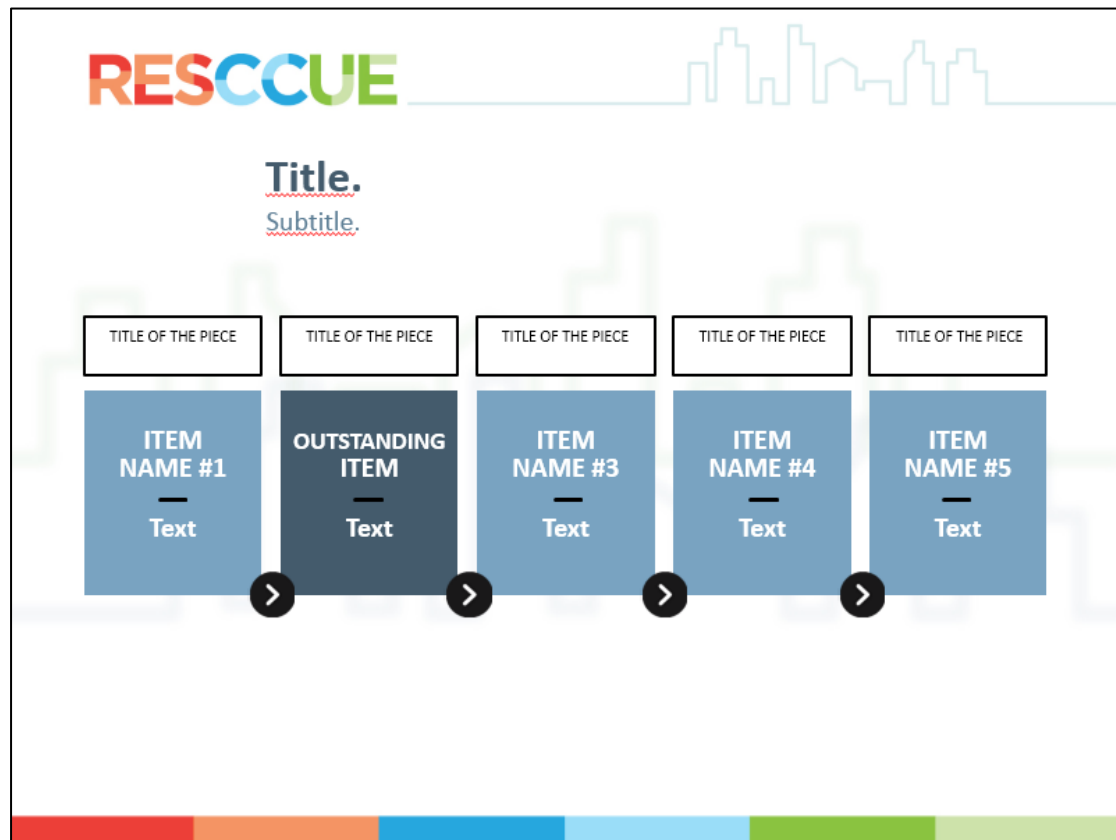 RESCCUE
Title.
Subtitle.
TITLE OF THE PIECE
TITLE OF THE PIECE
TITLE OF THE PIECE
TITLE OF THE PIECE
TITLE OF THE PIECE
ITEM
NAME #1
Text
OUTSTANDING
ITEM
Text
ITEM
NAME #3
Text
ITEM
NAME #4
Text
ITEM
NAME #5
Text